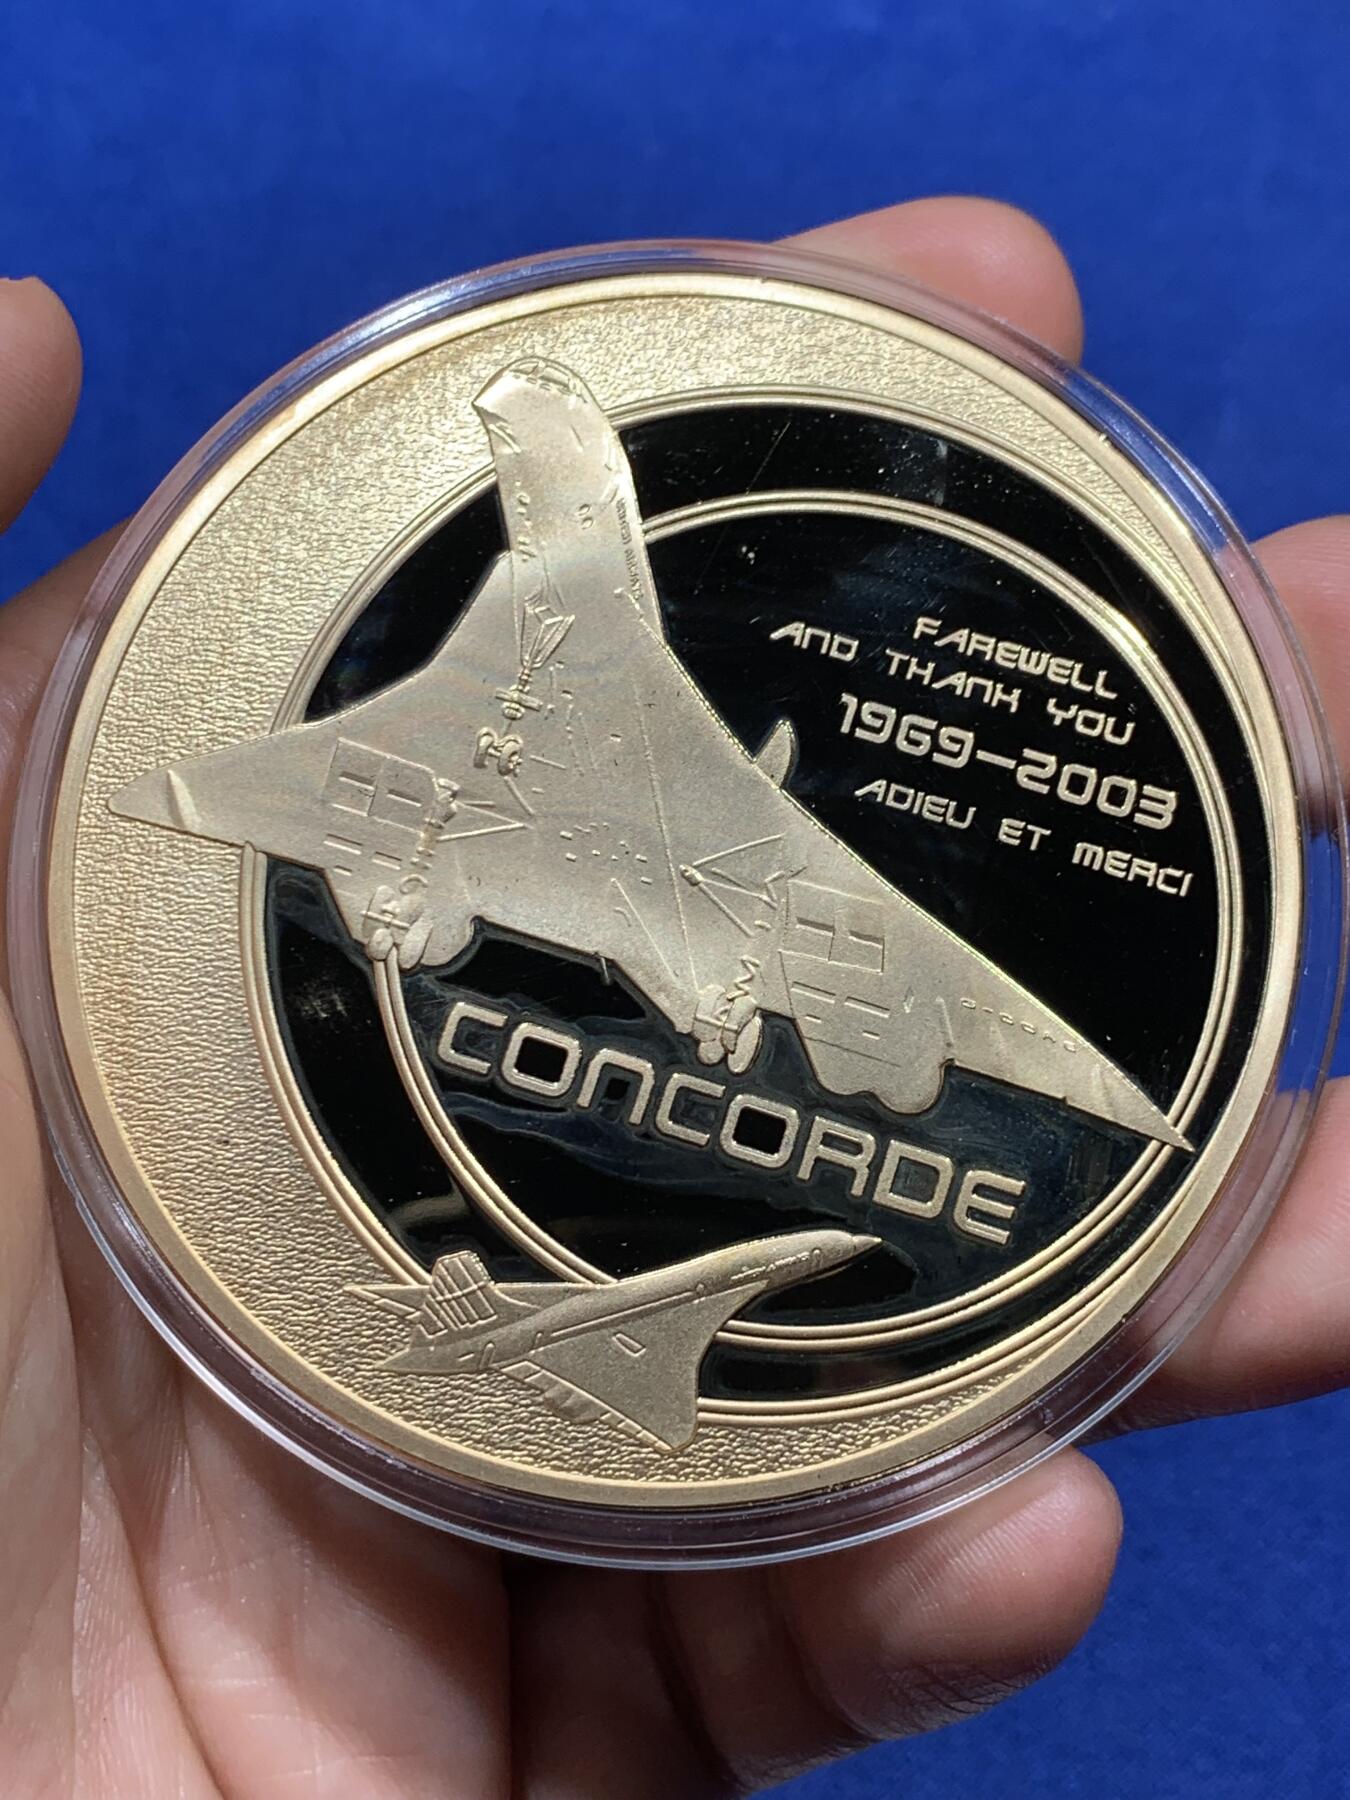 FAREWELL
AND THANK YOU
1969–2003
ADIEU ET MERCI
CONCORDE